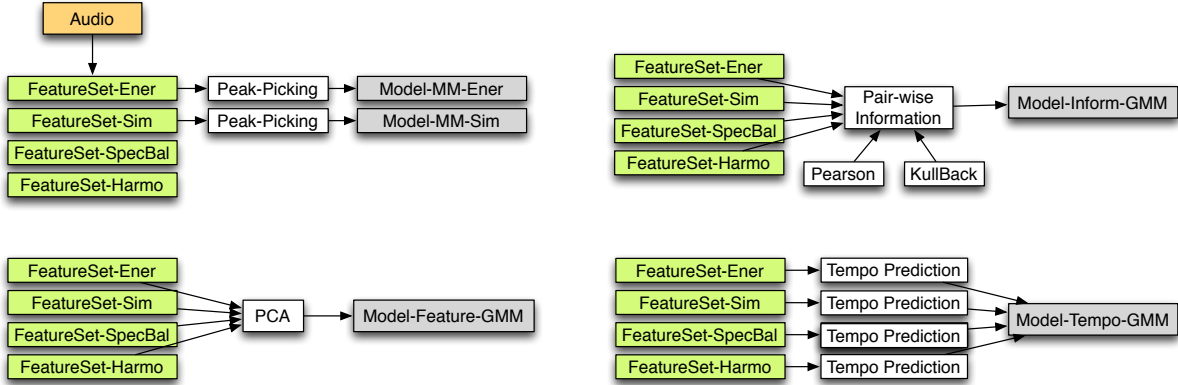 Audio
FeatureSet-Ener
Peak-Picking
Model-MM-Ener
FeatureSet-Sim
Peak-Picking
Model-MM-Sim
FeatureSet-SpecBal
FeatureSet-Harmo
FeatureSet-Ener
FeatureSet-Sim
FeatureSet-SpecBal
FeatureSet-Harmo
Pair-wise
Information
Model-Inform-GMM
Pearson
KullBack
FeatureSet-Ener
FeatureSet-Sim
FeatureSet-SpecBal
FeatureSet-Harmo
PCA
Model-Feature-GMM
FeatureSet-Ener
Tempo Prediction
FeatureSet-Sim
Tempo Prediction
FeatureSet-SpecBal
Tempo Prediction
FeatureSet-Harmo
Tempo Prediction
Model-Tempo-GMM